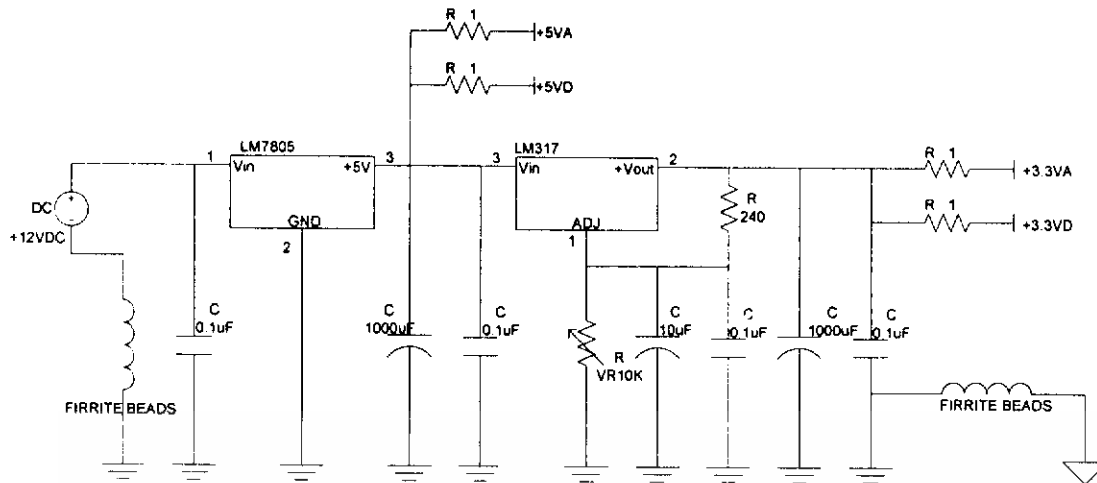 R 1
+5VA
R 1
+5VD
LM7805
1
Vin
+5V
3
GND
2
LM317
3
Vin
+Vout
2
ADJ
1
R 1
+3.3VA
R 1
+3.3VD
R
240
DC
+12VDC
C
0.1uF
C
1000uF
C
0.1uF
R
VR10K
C
10uF
C
0.1uF
C
1000uF
C
0.1uF
FIRRITE BEADS
FIRRITE BEADS